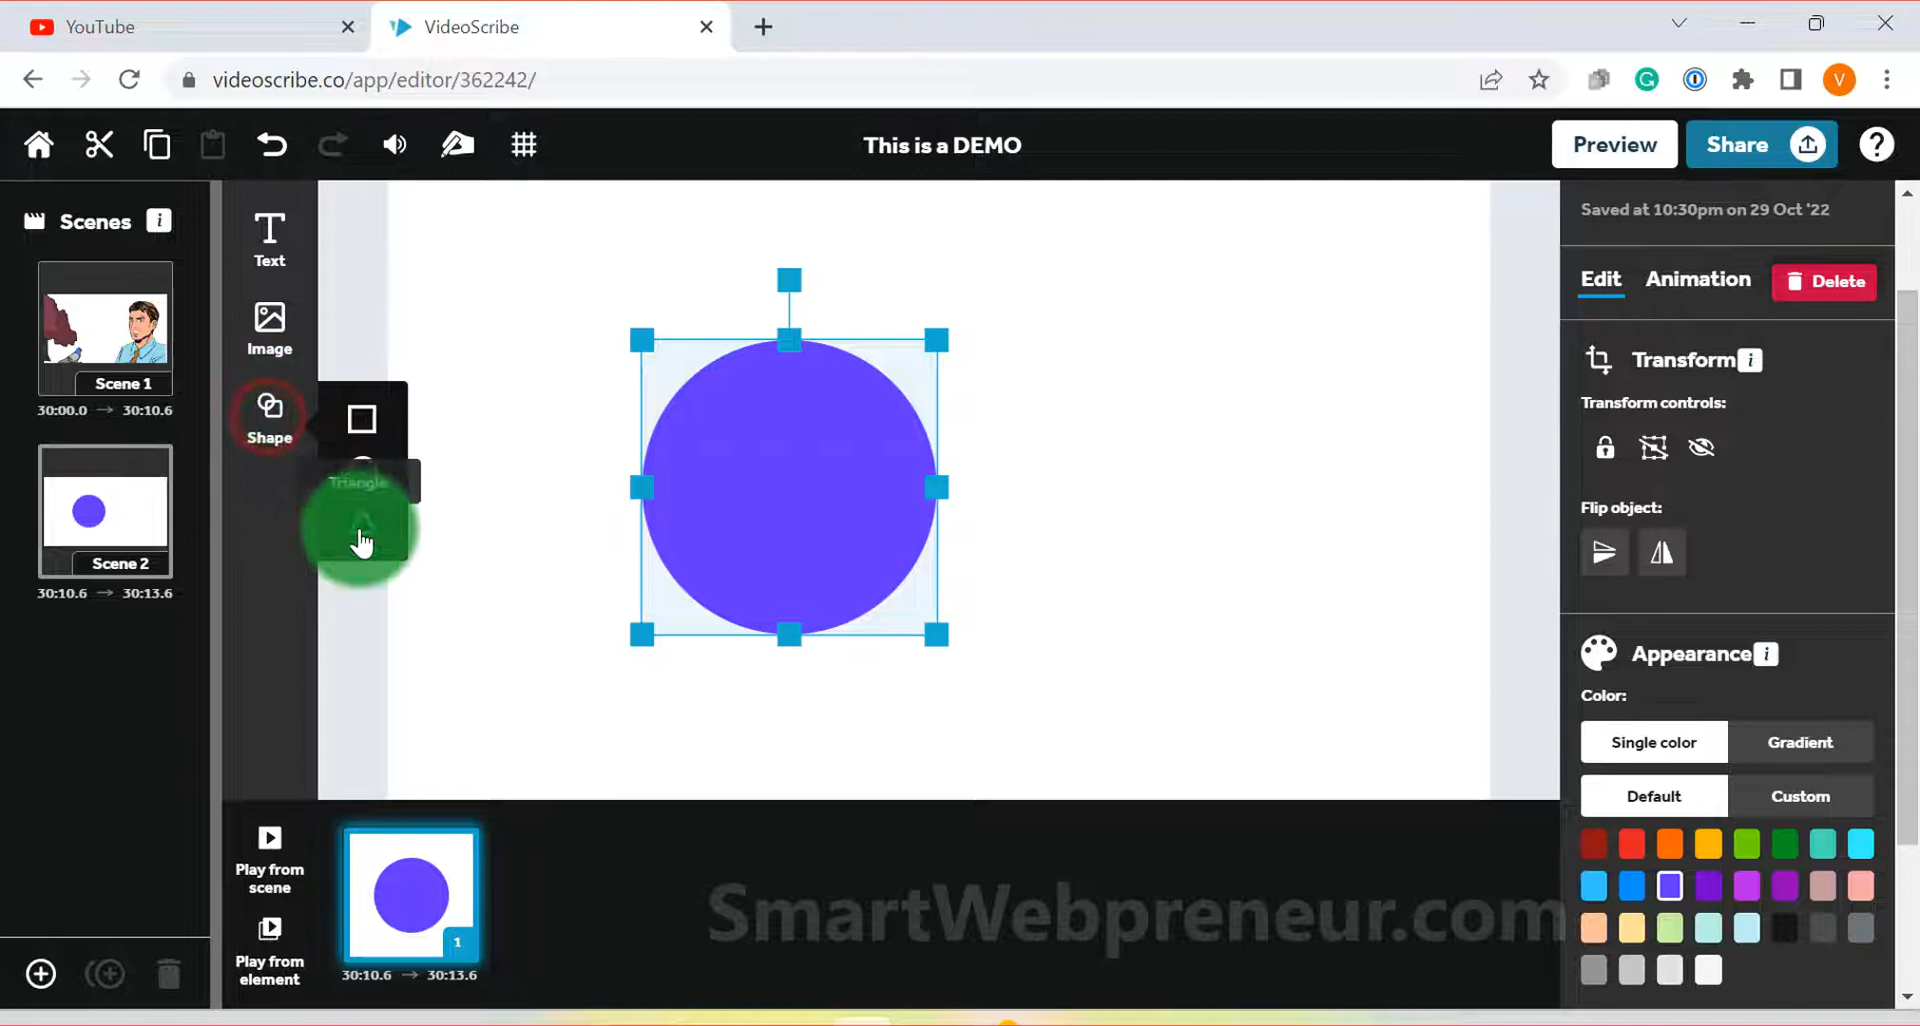 YouTube
VideoScribe
videoscribe.co/app/editor/362242/
V
This is a DEMO
Preview
Share
?
Scenes
i
Scene 1
30:00.0 → 30:10.6
Scene 2
30:10.6 → 30:13.6
Text
Image
Shape
Triangle
Saved at 10:30pm on 29 Oct '22
Edit
Animation
Delete
Transform
i
Transform controls:
Flip object:
Appearance
i
Color:
Single color
Gradient
Default
Custom
Play from
scene
Play from
element
1
30:10.6 → 30:13.6
SmartWebpreneur.com